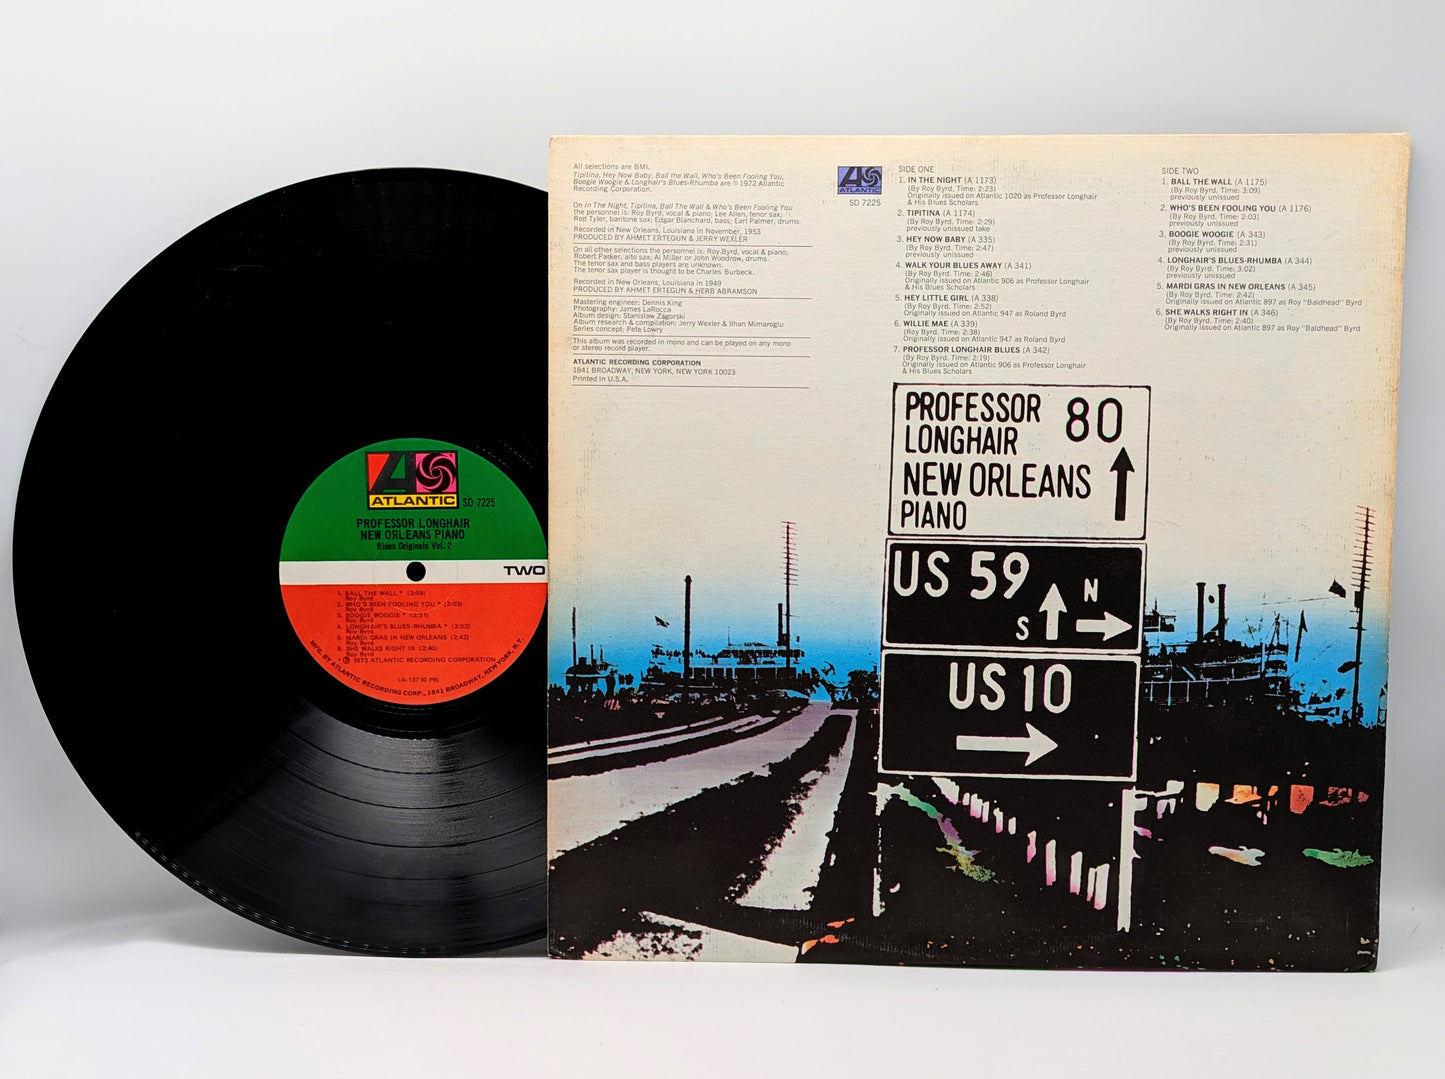 ATLANTIC
SD 7225
PROFESSOR LONGHAIR
NEW ORLEANS PIANO
Blues Originals Vol. 2
TWO
1. BALL THE WALL * (3:09)
Roy Byrd
2. WHO'S BEEN FOOLING YOU * (2:03)
Roy Byrd
3. BOOGIE WOOGIE * (2:31)
Roy Byrd
4. LONGHAIR'S BLUES-RHUMBA * (3:02)
Roy Byrd
5. MARDI GRAS IN NEW ORLEANS (2:42)
Roy Byrd
6. SHE WALKS RIGHT IN (2:40)
Roy Byrd
* ℗ 1972 ATLANTIC RECORDING CORPORATION
(A-13730 PR)
MFG. BY ATLANTIC RECORDING CORP., 1841 BROADWAY, NEW YORK, N.Y.
All selections are BMI.
Tipitina, Hey Now Baby, Ball the Wall, Who's Been Fooling You,
Boogie Woogie & Longhair's Blues-Rhumba are ℗ 1972 Atlantic
Recording Corporation.
On In The Night, Tipitina, Ball The Wall & Who's Been Fooling You
the personnel is: Roy Byrd, vocal & piano; Lee Allen, tenor sax;
Red Tyler, baritone sax; Edgar Blanchard, bass; Earl Palmer, drums.
Recorded in New Orleans, Louisiana in November, 1953
PRODUCED BY AHMET ERTEGUN & JERRY WEXLER
On all other selections the personnel is: Roy Byrd, vocal & piano;
Robert Parker, alto sax; Al Miller or John Woodrow, drums.
The tenor sax and bass players are unknown.
The tenor sax player is thought to be Charles Burbeck.
Recorded in New Orleans, Louisiana in 1949
PRODUCED BY AHMET ERTEGUN & HERB ABRAMSON
Mastering engineer: Dennis King
Photography: James LaRocca
Album design: Stanislaw Zagorski
Album research & compilation: Jerry Wexler & Ilhan Mimaroglu
Series concept: Pete Lowry
This album was recorded in mono and can be played on any mono
or stereo record player.
ATLANTIC RECORDING CORPORATION
1841 BROADWAY, NEW YORK, NEW YORK 10023
Printed in U.S.A.
ATLANTIC
SD 7225
SIDE ONE
1. IN THE NIGHT (A 1173)
(By Roy Byrd. Time: 2:23)
Originally issued on Atlantic 1020 as Professor Longhair
& His Blues Scholars
2. TIPITINA (A 1174)
(By Roy Byrd. Time: 2:29)
previously unissued take
3. HEY NOW BABY (A 335)
(By Roy Byrd. Time: 2:47)
previously unissued
4. WALK YOUR BLUES AWAY (A 341)
(By Roy Byrd. Time: 2:46)
Originally issued on Atlantic 906 as Professor Longhair
& His Blues Scholars
5. HEY LITTLE GIRL (A 338)
(By Roy Byrd. Time: 2:52)
Originally issued on Atlantic 947 as Roland Byrd
6. WILLIE MAE (A 339)
(By Roy Byrd. Time: 2:38)
Originally issued on Atlantic 947 as Roland Byrd
7. PROFESSOR LONGHAIR BLUES (A 342)
(By Roy Byrd. Time: 2:19)
Originally issued on Atlantic 906 as Professor Longhair
& His Blues Scholars
SIDE TWO
1. BALL THE WALL (A 1175)
(By Roy Byrd. Time: 3:09)
previously unissued
2. WHO'S BEEN FOOLING YOU (A 1176)
(By Roy Byrd. Time: 2:03)
previously unissued
3. BOOGIE WOOGIE (A 343)
(By Roy Byrd. Time: 2:31)
previously unissued
4. LONGHAIR'S BLUES-RHUMBA (A 344)
(By Roy Byrd. Time: 3:02)
previously unissued
5. MARDI GRAS IN NEW ORLEANS (A 345)
(By Roy Byrd. Time: 2:42)
Originally issued on Atlantic 897 as Roy "Baldhead" Byrd
6. SHE WALKS RIGHT IN (A 346)
(By Roy Byrd. Time: 2:40)
Originally issued on Atlantic 897 as Roy "Baldhead" Byrd
PROFESSOR 80
LONGHAIR
NEW ORLEANS
PIANO
US 59
N
S
US 10